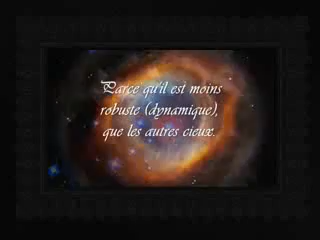 Parce qu'il est moins
robuste (dynamique),
que les autres cieux.